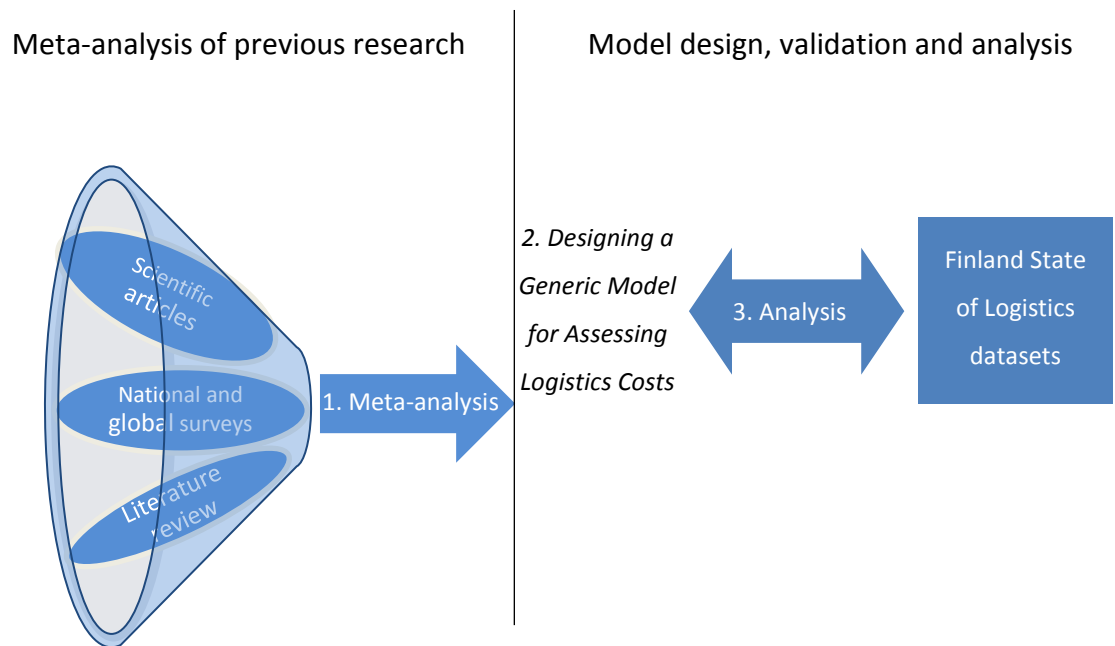 Meta-analysis of previous research
Scientific
articles
National and
global surveys
Literature
review
1. Meta-analysis
Model design, validation and analysis
2. Designing a
Generic Model
for Assessing
Logistics Costs
3. Analysis
Finland State
of Logistics
datasets